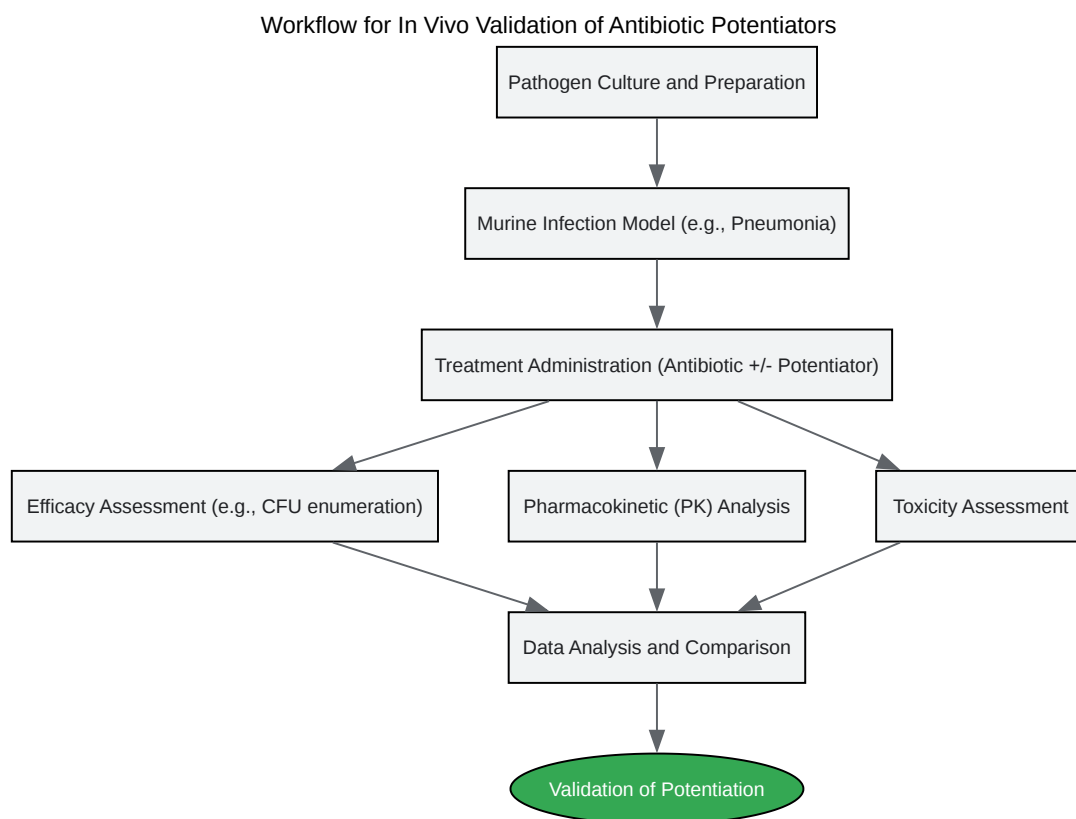 Workflow for In Vivo Validation of Antibiotic Potentiators
Pathogen Culture and Preparation
Murine Infection Model (e.g., Pneumonia)
Treatment Administration (Antibiotic +/- Potentiator)
Efficacy Assessment (e.g., CFU enumeration)
Pharmacokinetic (PK) Analysis
Toxicity Assessment
Data Analysis and Comparison
Validation of Potentiation